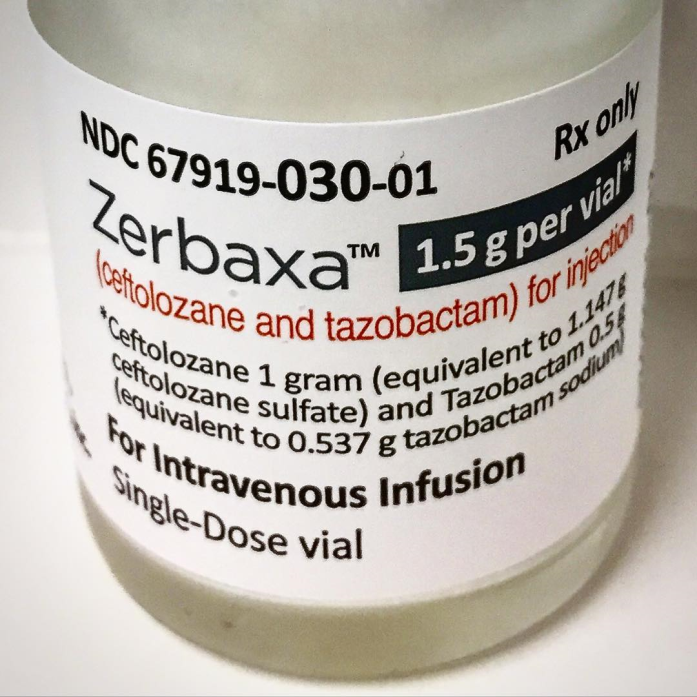 NDC 67919-030-01
Rx only
Zerbaxa™
1.5 g per vial*
(ceftolozane and tazobactam) for injection
*Ceftolozane 1 gram (equivalent to 1.147 g
ceftolozane sulfate) and Tazobactam 0.5 g
(equivalent to 0.537 g tazobactam sodium)
For Intravenous Infusion
Single-Dose vial